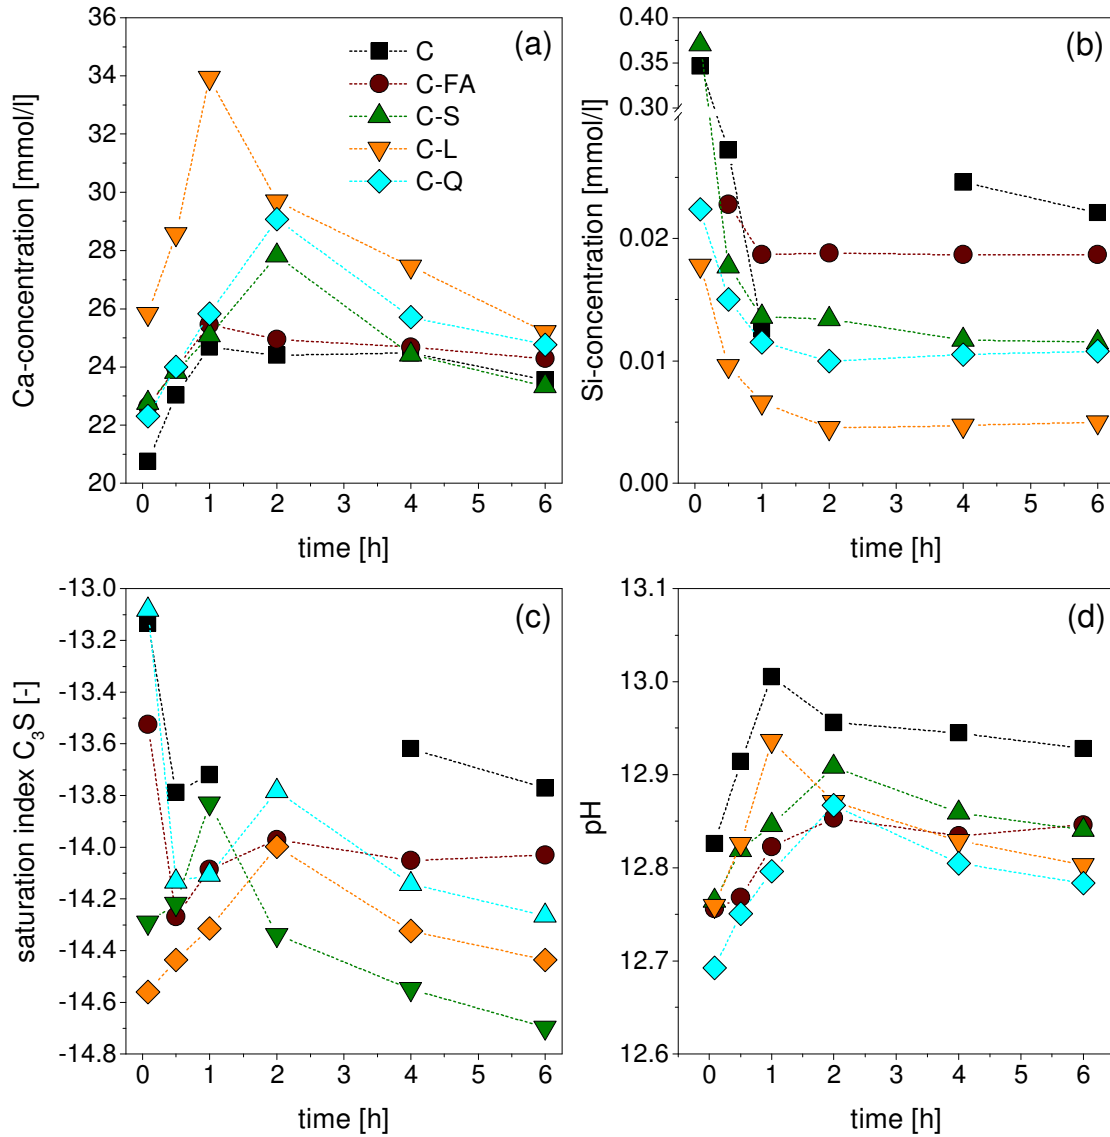 (a)
Ca-concentration [mmol/l]
36
34
32
30
28
26
24
22
20
C
C-FA
C-S
C-L
C-Q
0 1 2 3 4 5 6
time [h]
(b)
Si-concentration [mmol/l]
0.40
0.35
0.30
0.02
0.01
0.00
0 1 2 3 4 5 6
time [h]
(c)
saturation index C₃S [-]
-13.0
-13.2
-13.4
-13.6
-13.8
-14.0
-14.2
-14.4
-14.6
-14.8
0 1 2 3 4 5 6
time [h]
(d)
pH
13.1
13.0
12.9
12.8
12.7
12.6
0 1 2 3 4 5 6
time [h]